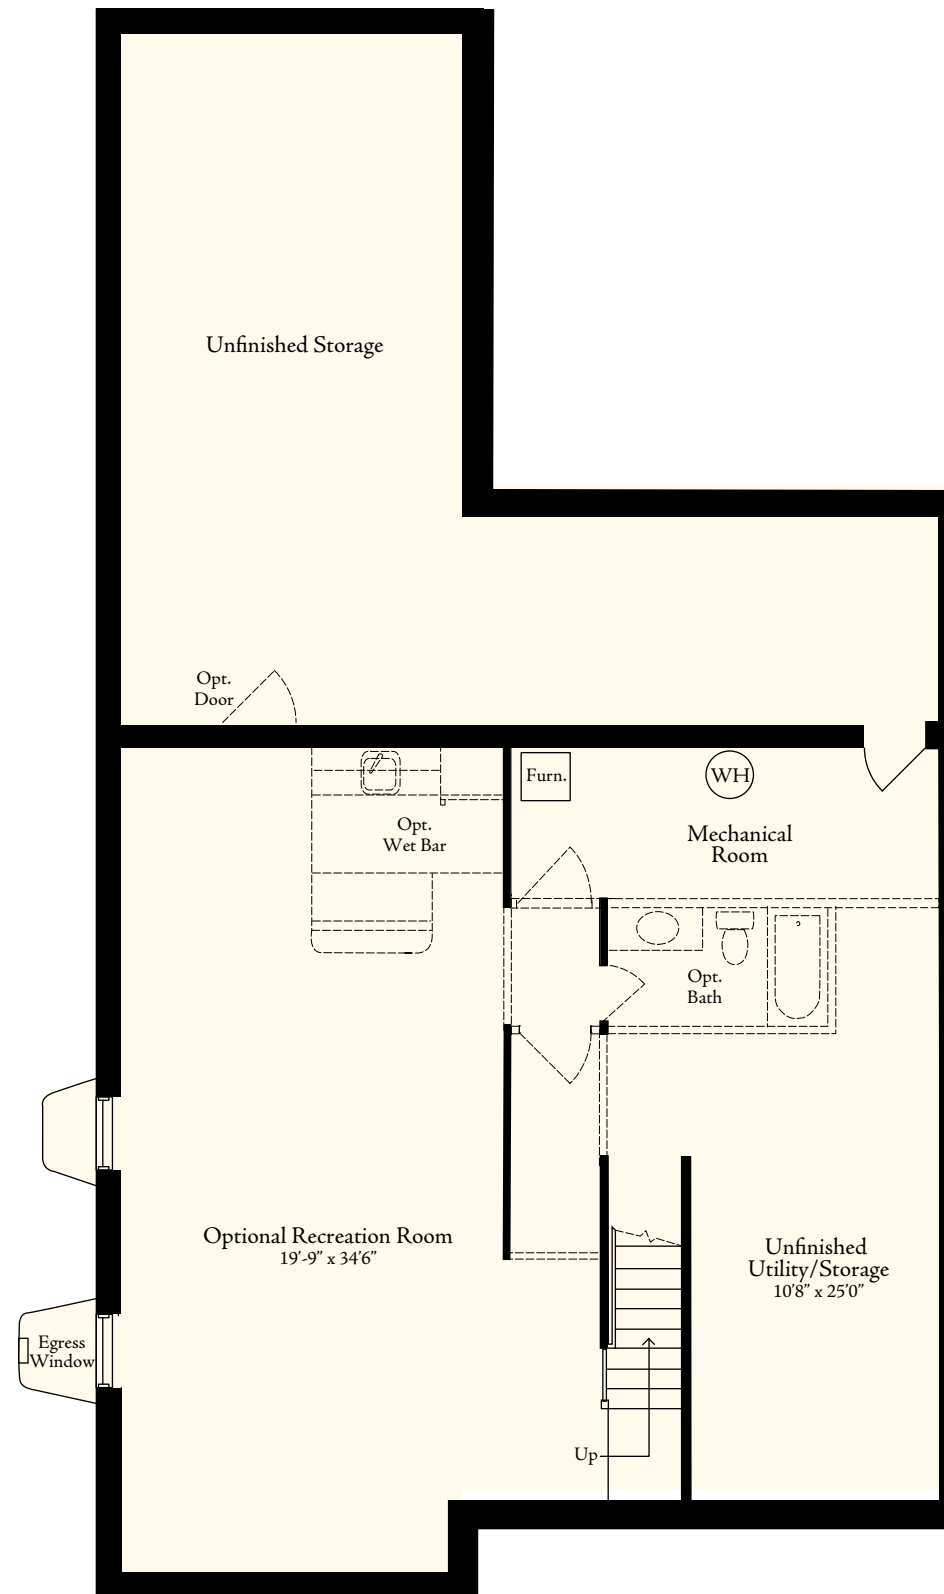 Unfinished Storage
Opt.
Door
Furn.
WH
Opt.
Wet Bar
Mechanical
Room
Opt.
Bath
Optional Recreation Room
19'-9” x 34'6”
Unfinished
Utility/Storage
10'8” x 25'0”
Egress
Window
Up